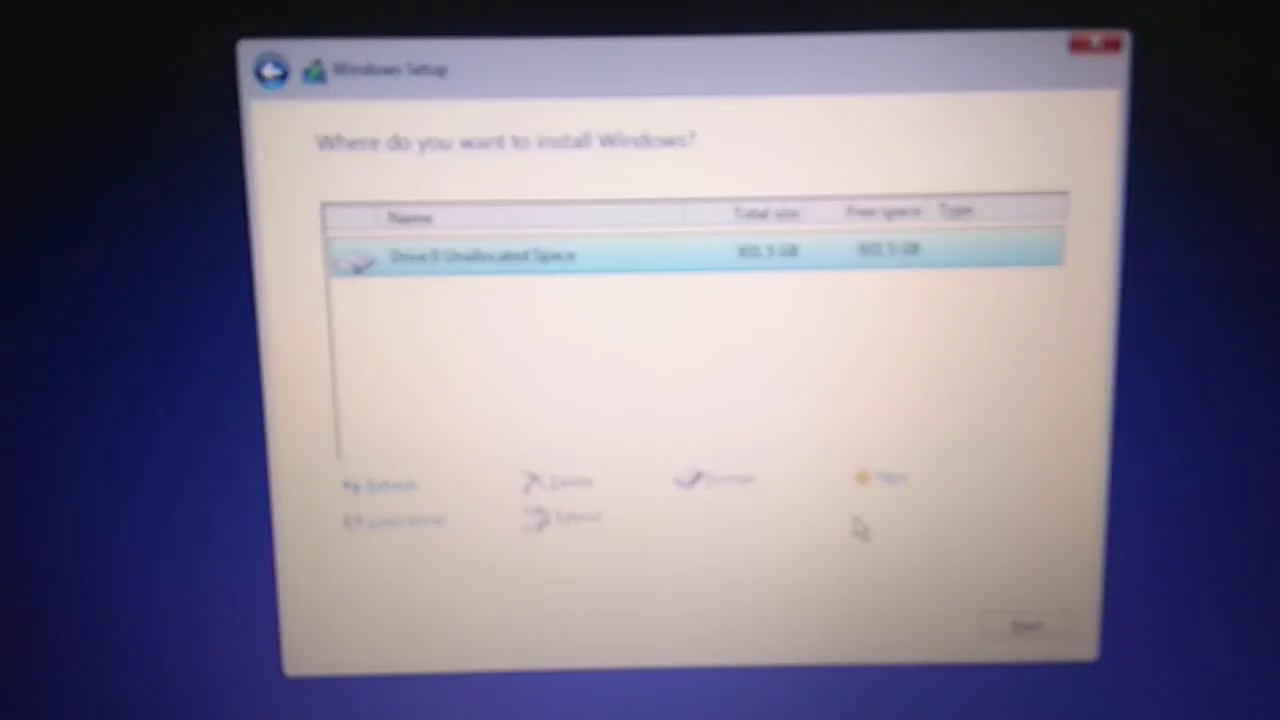 Windows Setup
Where do you want to install Windows?
Name Total size Free space Type
Drive 0 Unallocated Space
Refresh Delete Format New
Load driver Extend
Next